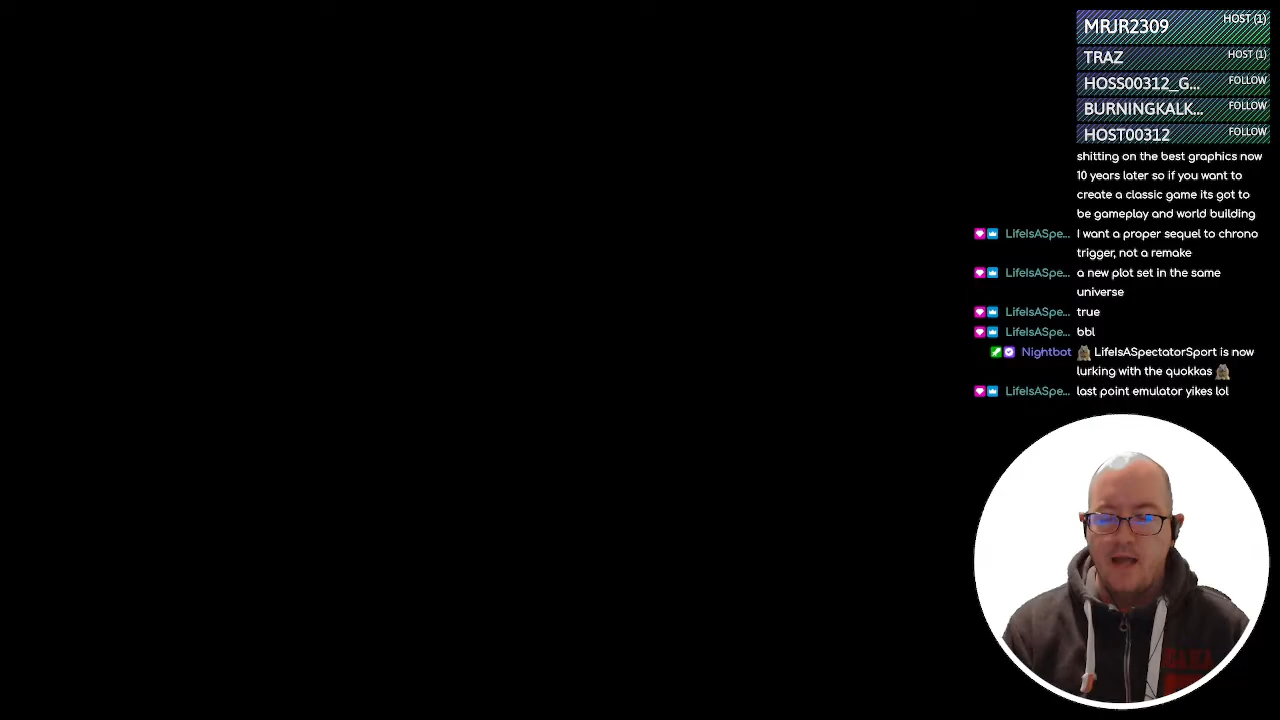 MRJR2309 HOST (1)
TRAZ HOST (1)
HOSS00312_G... FOLLOW
BURNINGKALK... FOLLOW
HOST00312 FOLLOW
shitting on the best graphics now
10 years later so if you want to
create a classic game its got to
be gameplay and world building
LifeIsASpe... I want a proper sequel to chrono
trigger, not a remake
LifeIsASpe... a new plot set in the same
universe
LifeIsASpe... true
LifeIsASpe... bbl
Nightbot LifeIsASpectatorSport is now
lurking with the quokkas
LifeIsASpe... last point emulator yikes lol